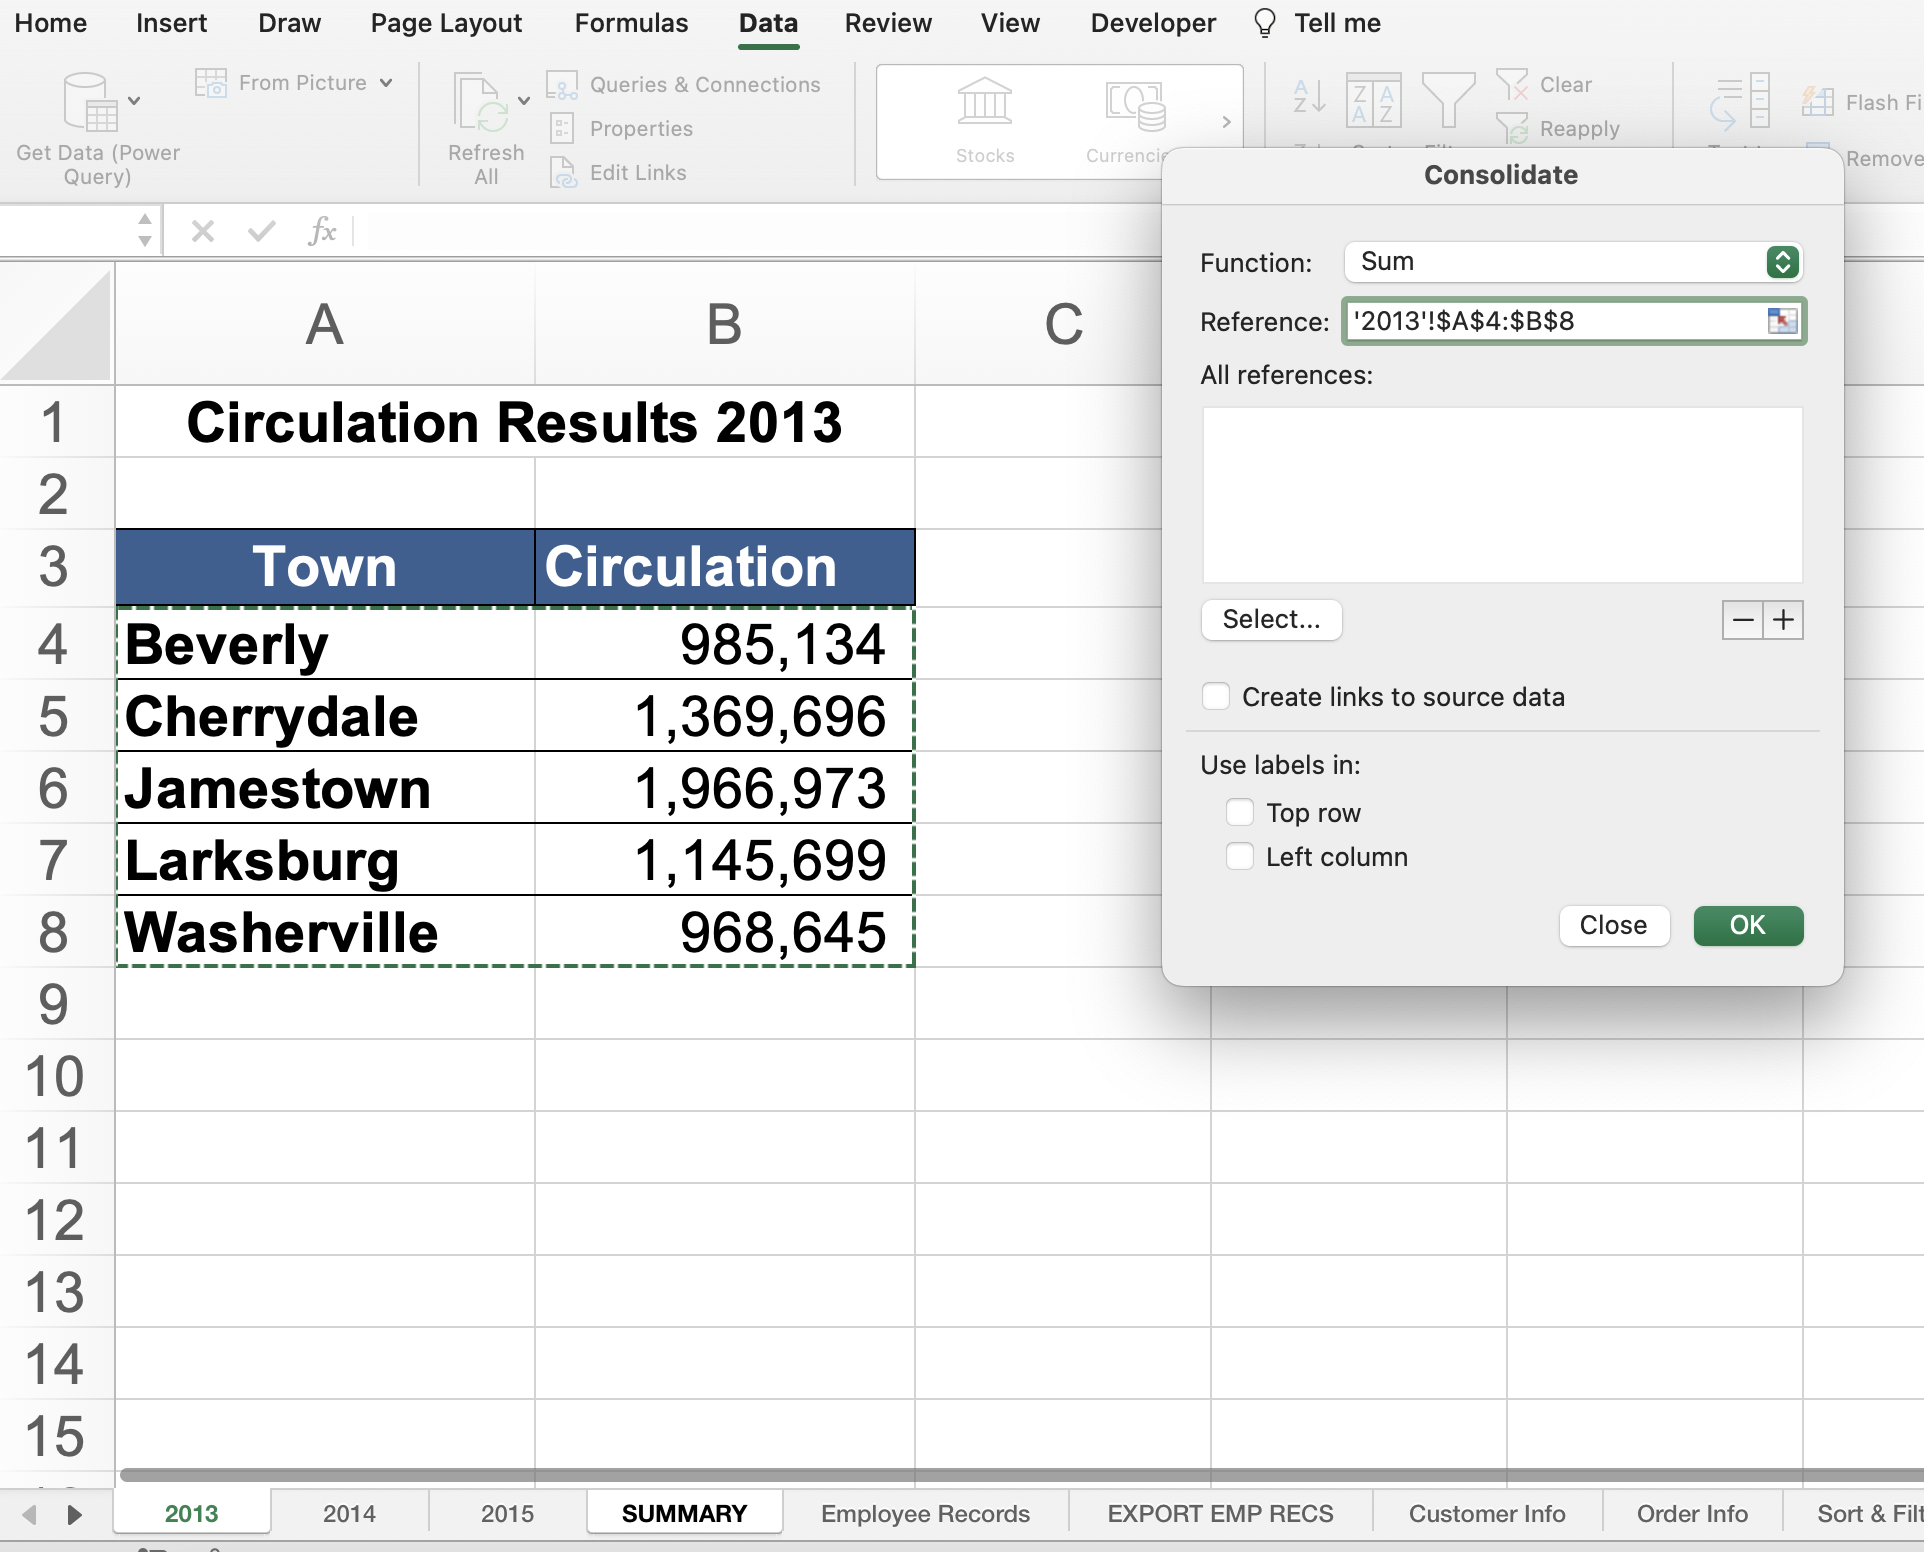 Home Insert Draw Page Layout Formulas Data Review View Developer Tell me
Get Data (Power
Query)
From Picture
Refresh
All
Queries & Connections
Properties
Edit Links
Stocks
Clear
Reapply
Flash Fi
Remove
fx
A B C
1 Circulation Results 2013
2
3 Town Circulation
4 Beverly 985,134
5 Cherrydale 1,369,696
6 Jamestown 1,966,973
7 Larksburg 1,145,699
8 Washerville 968,645
9
10
11
12
13
14
15
Consolidate
Function: Sum
Reference: '2013'!$A$4:$B$8
All references:
Select...
Create links to source data
Use labels in:
Top row
Left column
Close OK
2013 2014 2015 SUMMARY Employee Records EXPORT EMP RECS Customer Info Order Info Sort & Filt